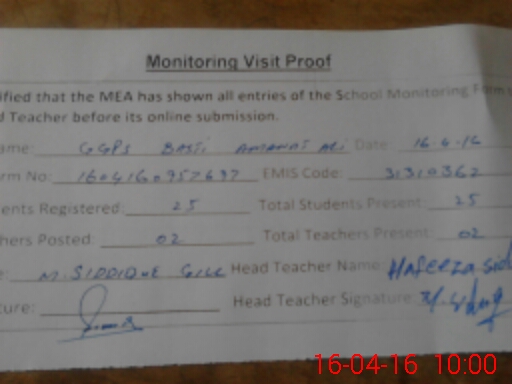 Monitoring Visit Proof
ified that the MEA has shown all entries of the School Monitoring Form
d Teacher before its online submission.
ame: GGPS BASTI AMANAT ALI Date: 16.4.16
rm No: EMIS Code: 31310362
ents Registered: 25 Total Students Present: 25
hers Posted: 02 Total Teachers Present: 02
e: M. SIDDIQUE GILL Head Teacher Name: Hafeeza
ture: Head Teacher Signature:
16-04-16 10:00